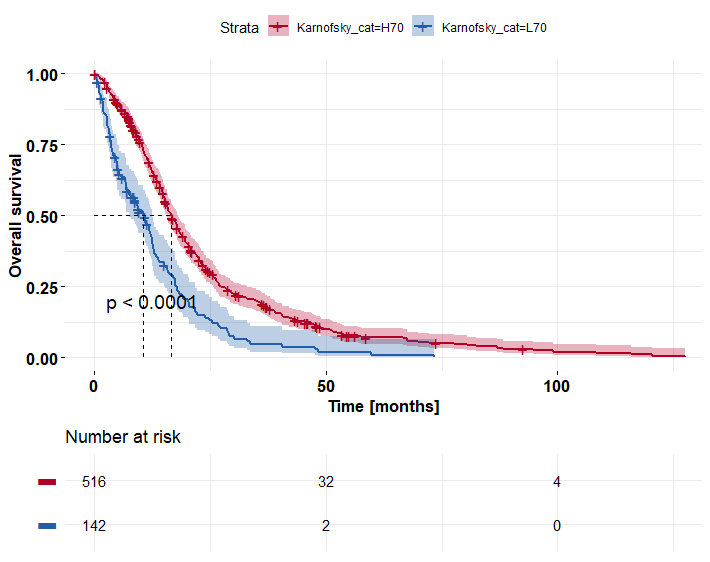 Strata Karnofsky_cat=H70 Karnofsky_cat=L70
Overall survival
1.00
0.75
0.50
0.25
0.00
p < 0.0001
0 50 100
Time [months]
Number at risk
516 32 4
142 2 0